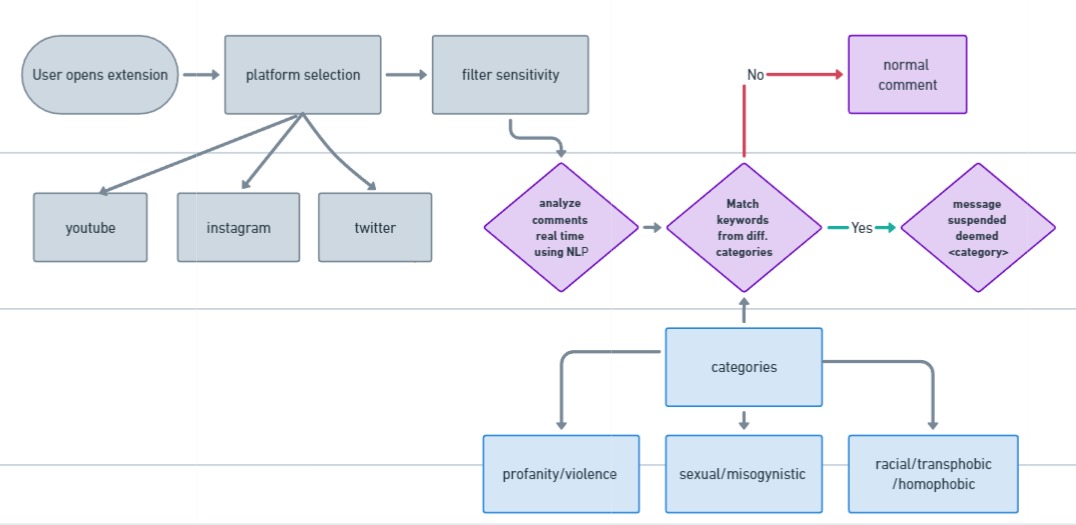 User opens extension
platform selection
filter sensitivity
No
normal
comment
youtube
instagram
twitter
analyze
comments
real time
using NLP
Match
keywords
from diff.
categories
Yes
message
suspended
deemed
<category>
categories
profanity/violence
sexual/misogynistic
racial/transphobic
/homophobic